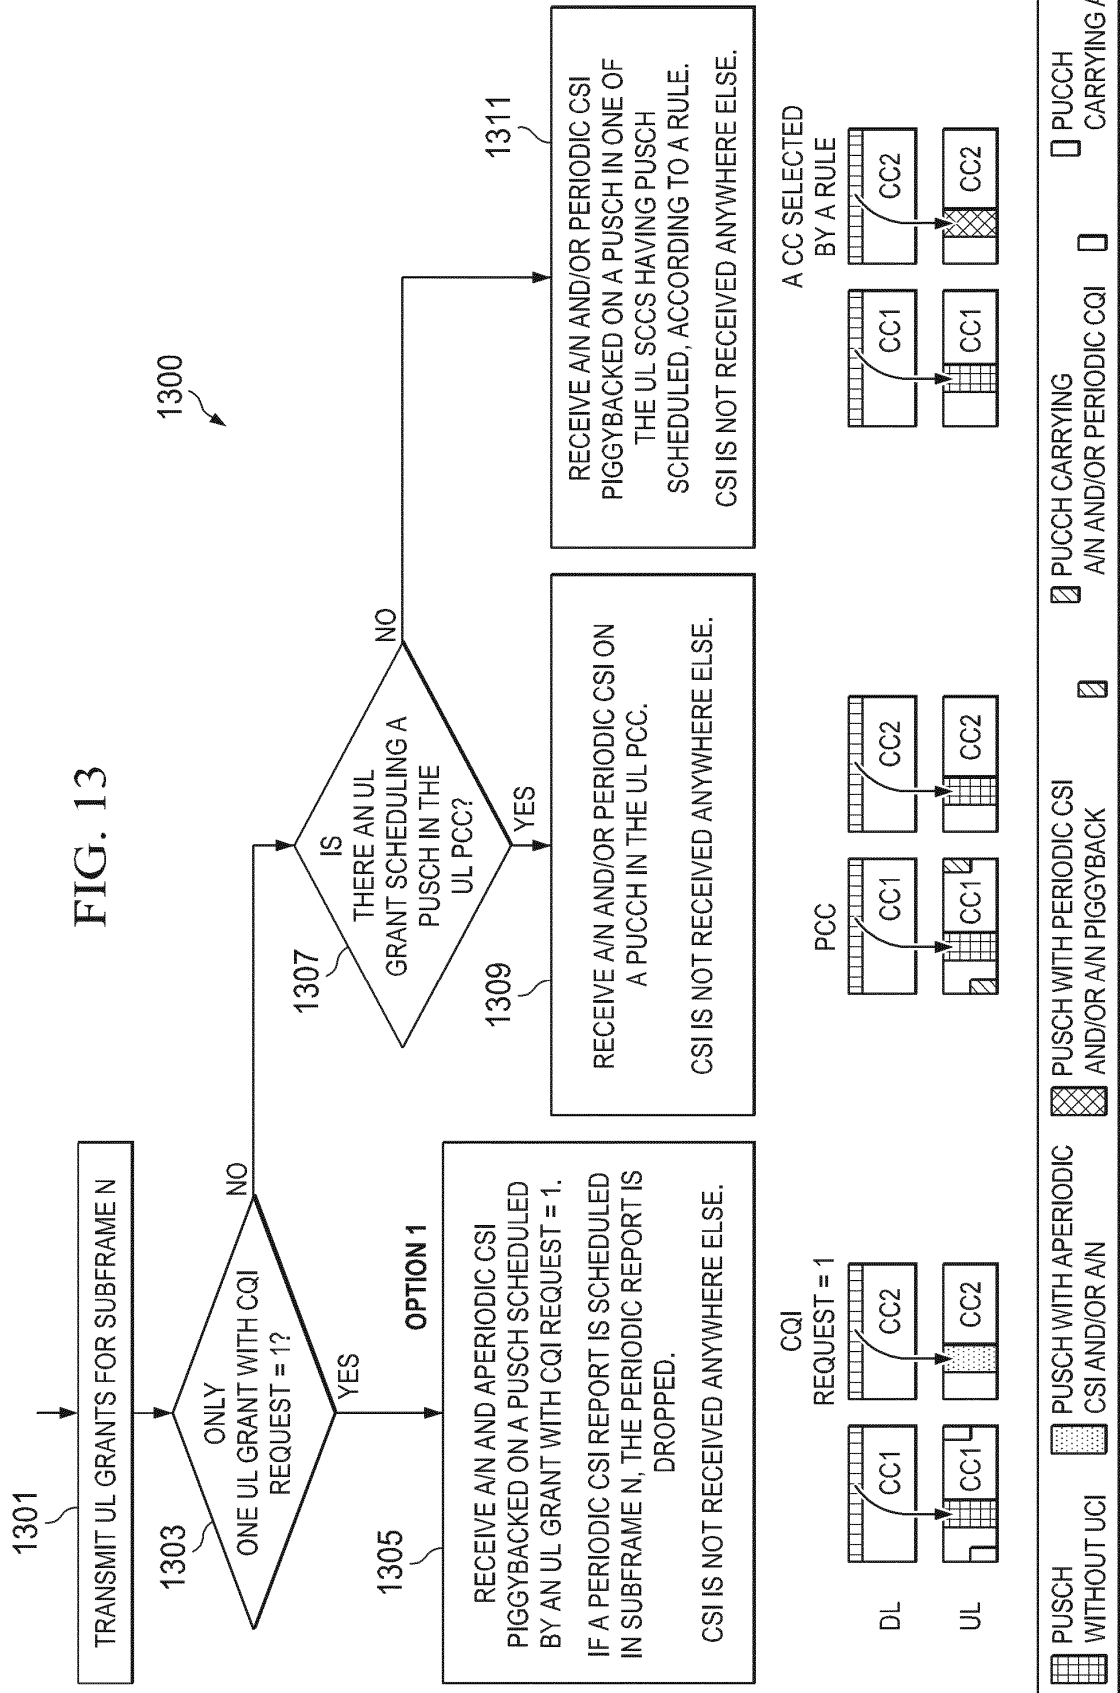 FIG. 13
1300
1301
TRANSMIT UL GRANTS FOR SUBFRAME N
1303
ONLY
ONE UL GRANT WITH CQI
REQUEST = 1?
NO
YES
1307
IS
THERE AN UL
GRANT SCHEDULING A
PUSCH IN THE
UL PCC?
NO
YES
OPTION 1
1305
RECEIVE A/N AND APERIODIC CSI
PIGGYBACKED ON A PUSCH SCHEDULED
BY AN UL GRANT WITH CQI REQUEST = 1.
IF A PERIODIC CSI REPORT IS SCHEDULED
IN SUBFRAME N, THE PERIODIC REPORT IS
DROPPED.
CSI IS NOT RECEIVED ANYWHERE ELSE.
1309
RECEIVE A/N AND/OR PERIODIC CSI ON
A PUCCH IN THE UL PCC.
CSI IS NOT RECEIVED ANYWHERE ELSE.
1311
RECEIVE A/N AND/OR PERIODIC CSI
PIGGYBACKED ON A PUSCH IN ONE OF
THE UL SCCS HAVING PUSCH
SCHEDULED, ACCORDING TO A RULE.
CSI IS NOT RECEIVED ANYWHERE ELSE.
CQI
REQUEST = 1
PCC
A CC SELECTED
BY A RULE
DL
CC1
CC2
CC1
CC2
CC1
CC2
UL
CC1
CC2
CC1
CC2
CC1
CC2
PUSCH
WITHOUT UCI
PUSCH WITH APERIODIC
CSI AND/OR A/N
PUSCH WITH PERIODIC CSI
AND/OR A/N PIGGYBACK
PUCCH CARRYING
A/N AND/OR PERIODIC CQI
PUCCH
CARRYING